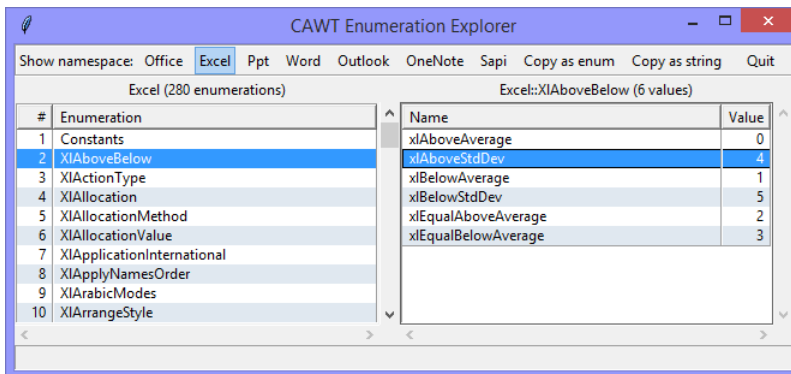 CAWT Enumeration Explorer
Show namespace: Office Excel Ppt Word Outlook OneNote Sapi Copy as enum Copy as string Quit
Excel (280 enumerations)
# Enumeration
1 Constants
2 XlAboveBelow
3 XlActionType
4 XlAllocation
5 XlAllocationMethod
6 XlAllocationValue
7 XlApplicationInternational
8 XlApplyNamesOrder
9 XlArabicModes
10 XlArrangeStyle
Excel::XlAboveBelow (6 values)
Name Value
xlAboveAverage 0
xlAboveStdDev 4
xlBelowAverage 1
xlBelowStdDev 5
xlEqualAboveAverage 2
xlEqualBelowAverage 3